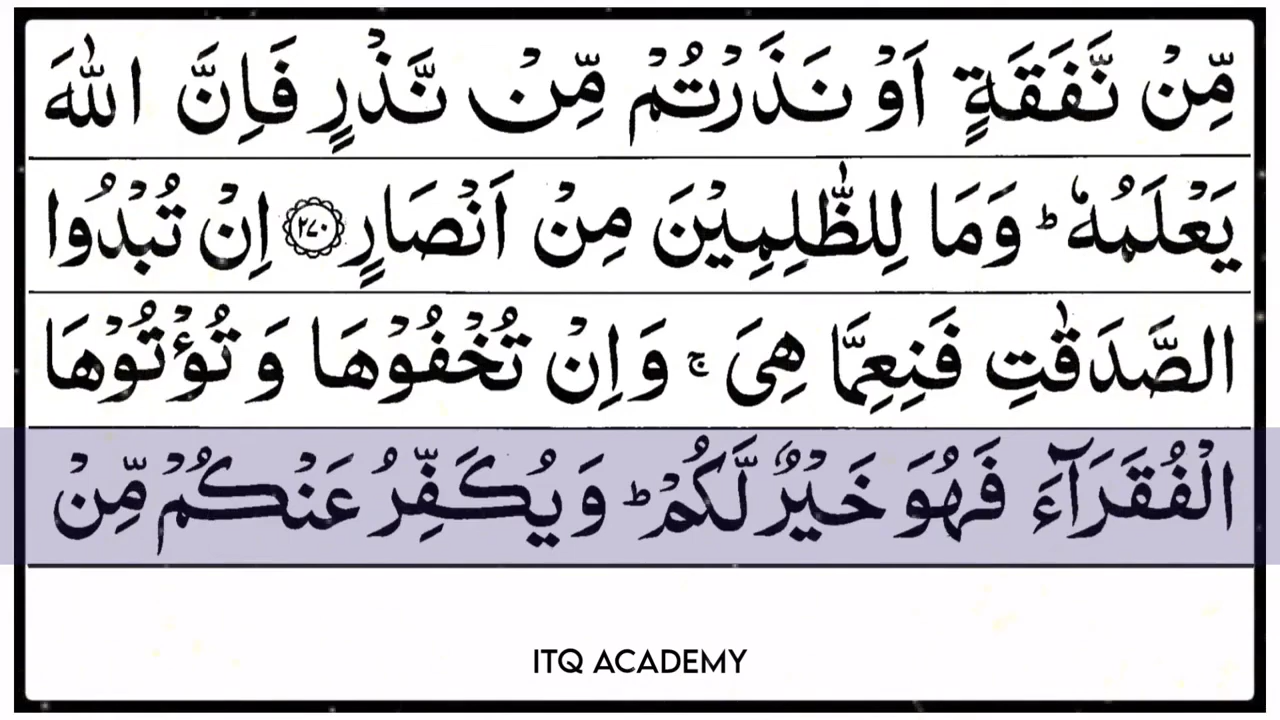 مِّنْ نَّفَقَةٍ اَوْ نَذَرْتُمْ مِّنْ نَّذْرٍ فَاِنَّ اللّٰهَ
يَعْلَمُهٗ ؕ وَمَا لِلظّٰلِمِيْنَ مِنْ اَنْصَارٍ ۝۲۷۰ اِنْ تُبْدُوا
الصَّدَقٰتِ فَنِعِمَّا هِىَ ۚ وَاِنْ تُخْفُوْهَا وَ تُؤْتُوْهَا
الْفُقَرَآءَ فَهُوَ خَيْرٌ لَّكُمْ ؕ وَ يُكَفِّرُ عَنْكُمْ مِّنْ
ITQ ACADEMY